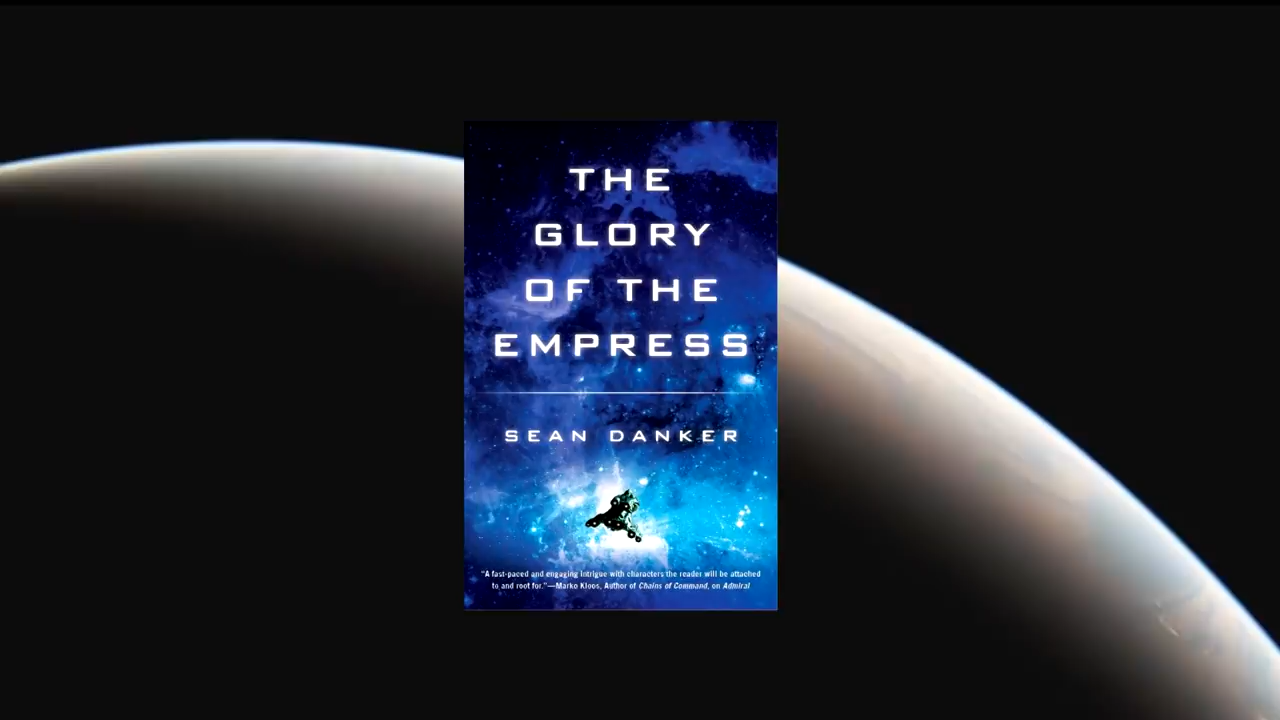 THE
GLORY
OF THE
EMPRESS
SEAN DANKER
"A fast-paced and engaging intrigue with characters the reader will be attached
to and root for."—Marko Kloos, Author of Chains of Command, on Admiral